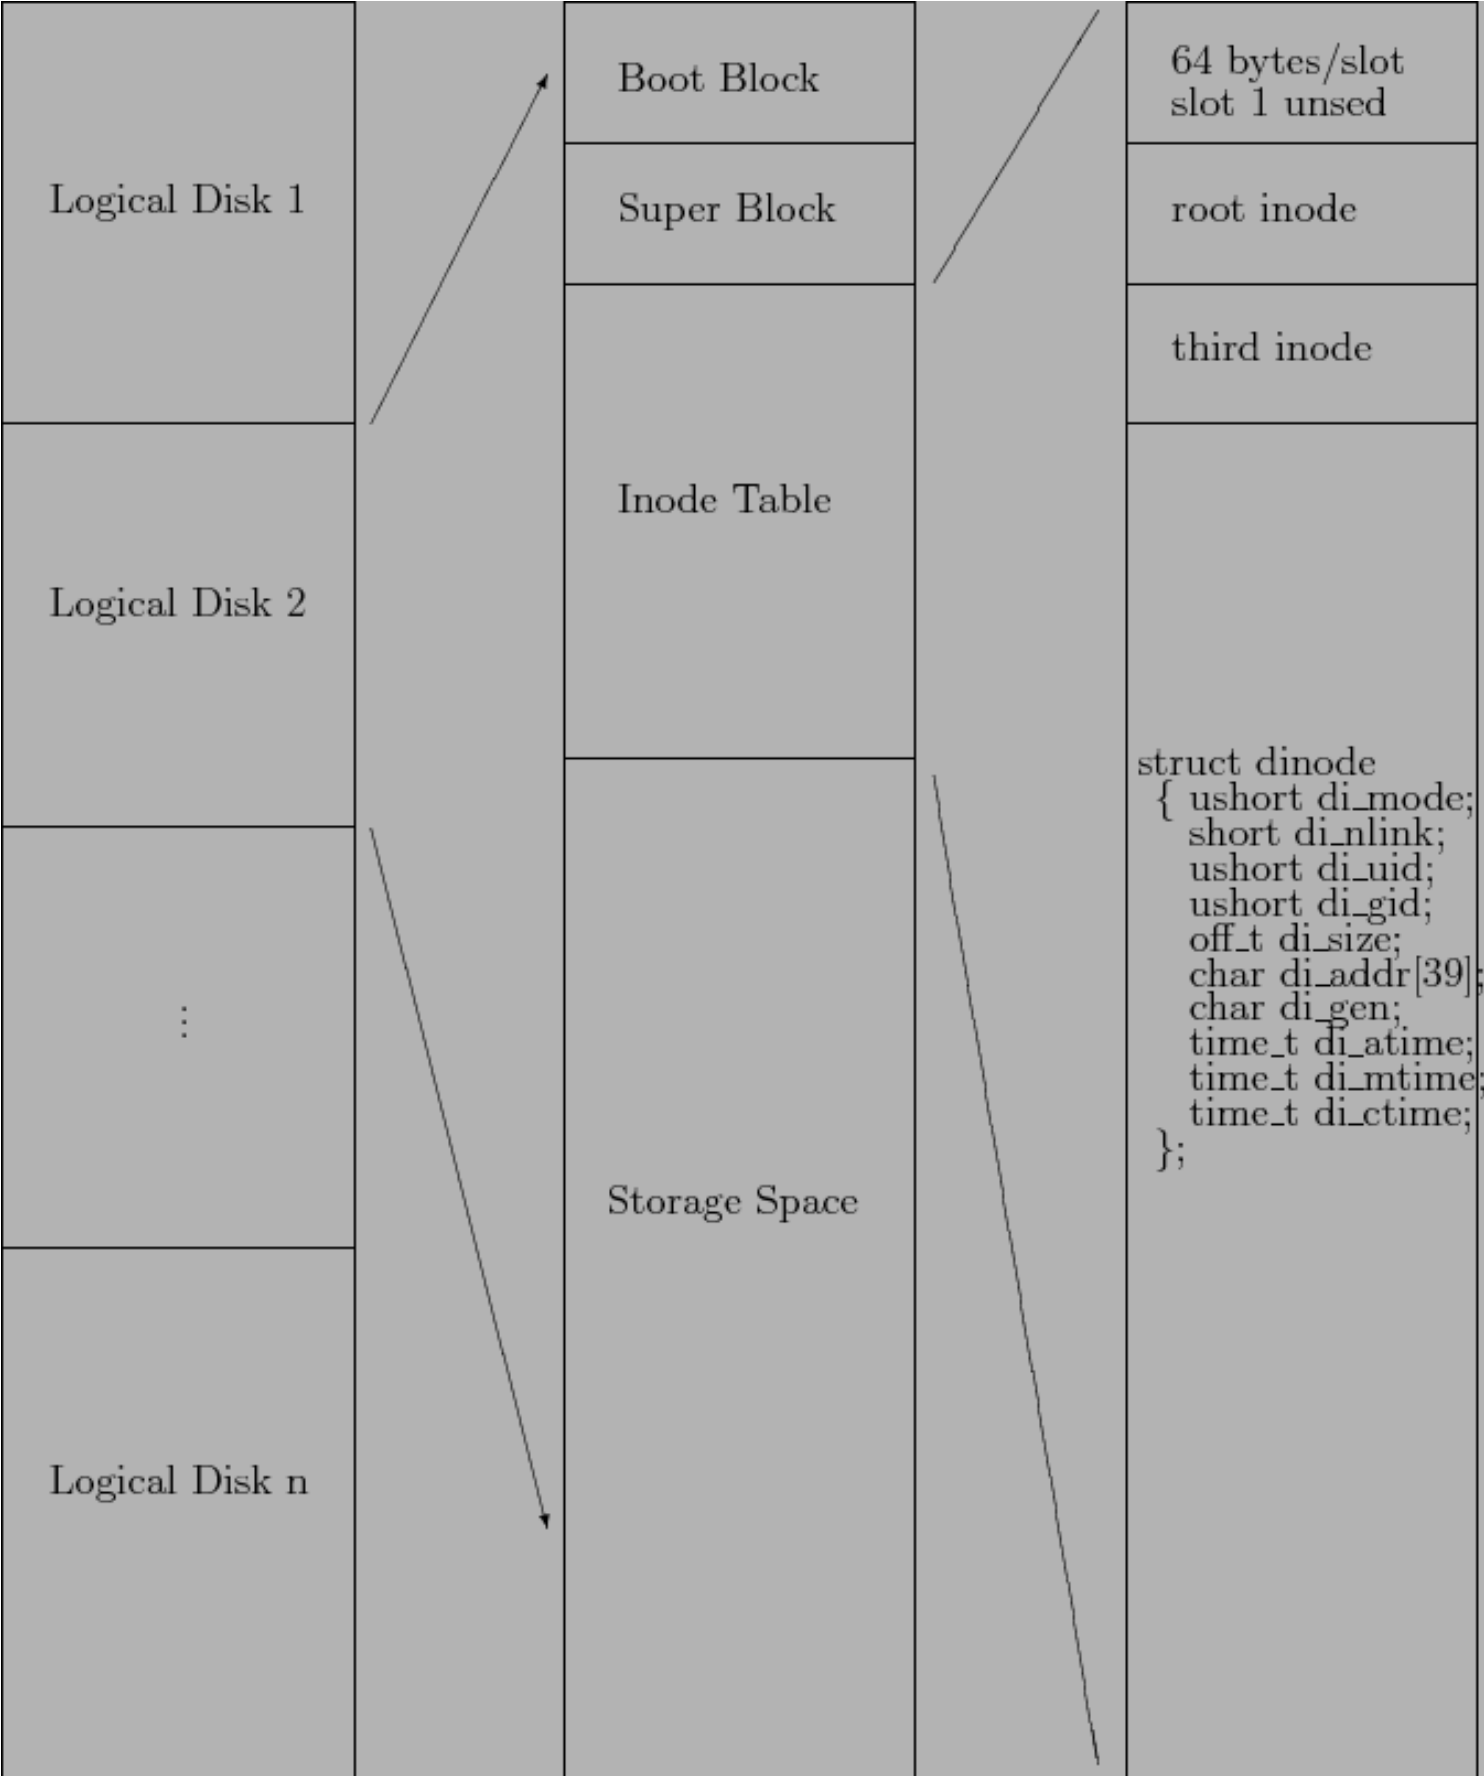 Logical Disk 1
Logical Disk 2
⋮
Logical Disk n
Boot Block
Super Block
Inode Table
Storage Space
64 bytes/slot
slot 1 unsed
root inode
third inode
struct dinode
{ ushort di_mode;
short di_nlink;
ushort di_uid;
ushort di_gid;
off_t di_size;
char di_addr[39];
char di_gen;
time_t di_atime;
time_t di_mtime;
time_t di_ctime;
};